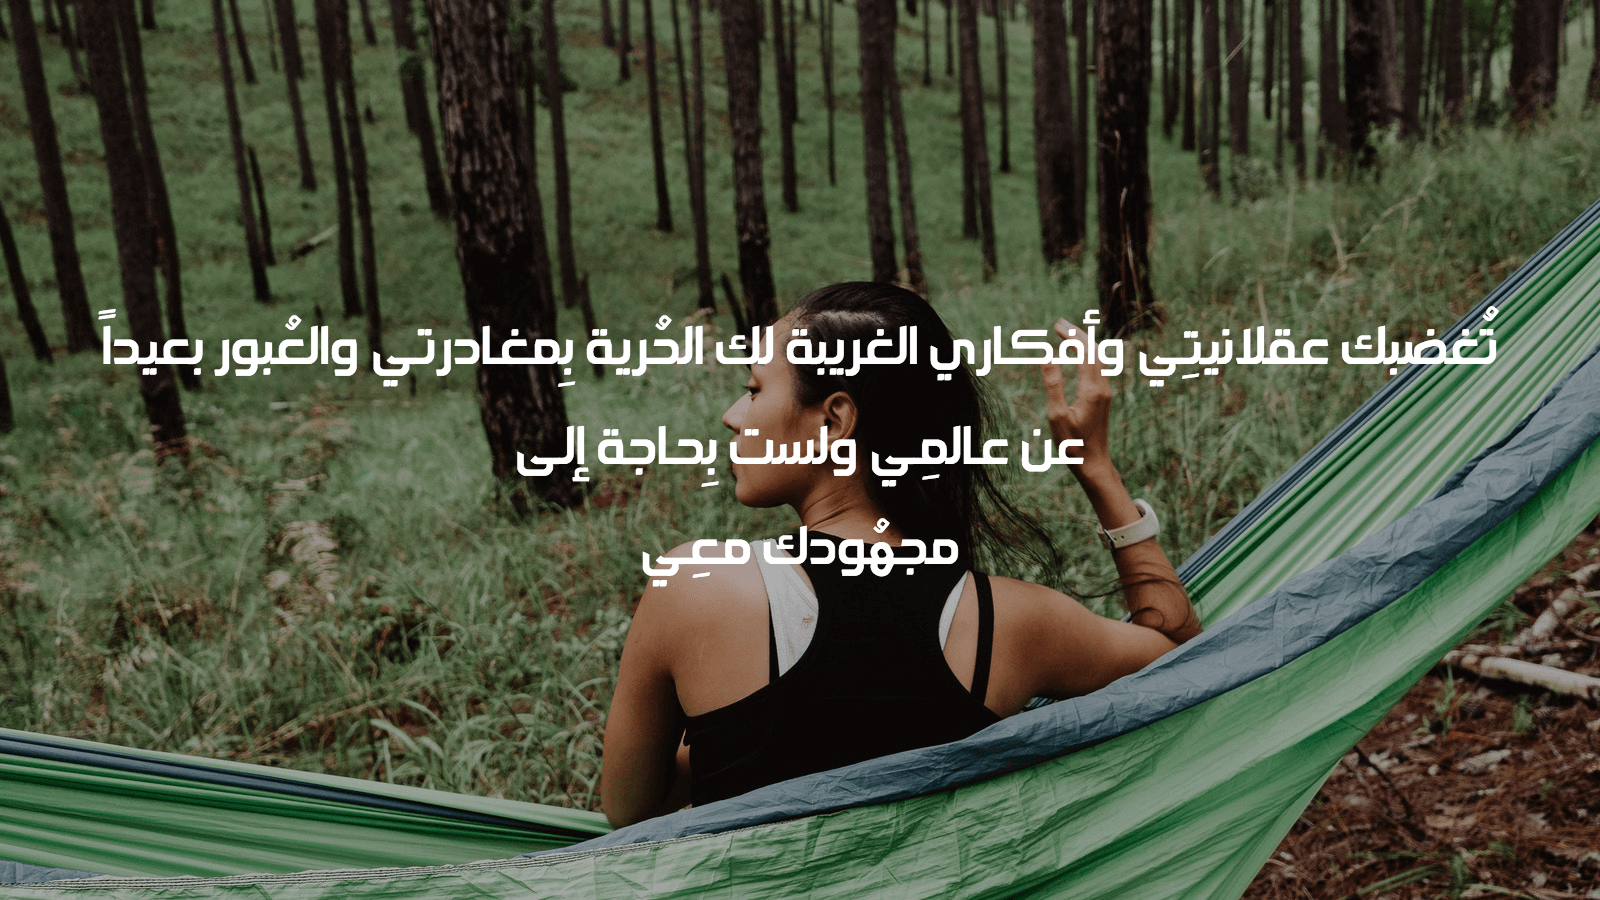 تُغضبك عقلانيتِي وأفكاري الغريبة لك الحُرية بِمغادرتي والعُبور بعيداً
عن عالمِي ولست بِحاجة إلى
مجهُودك معِي